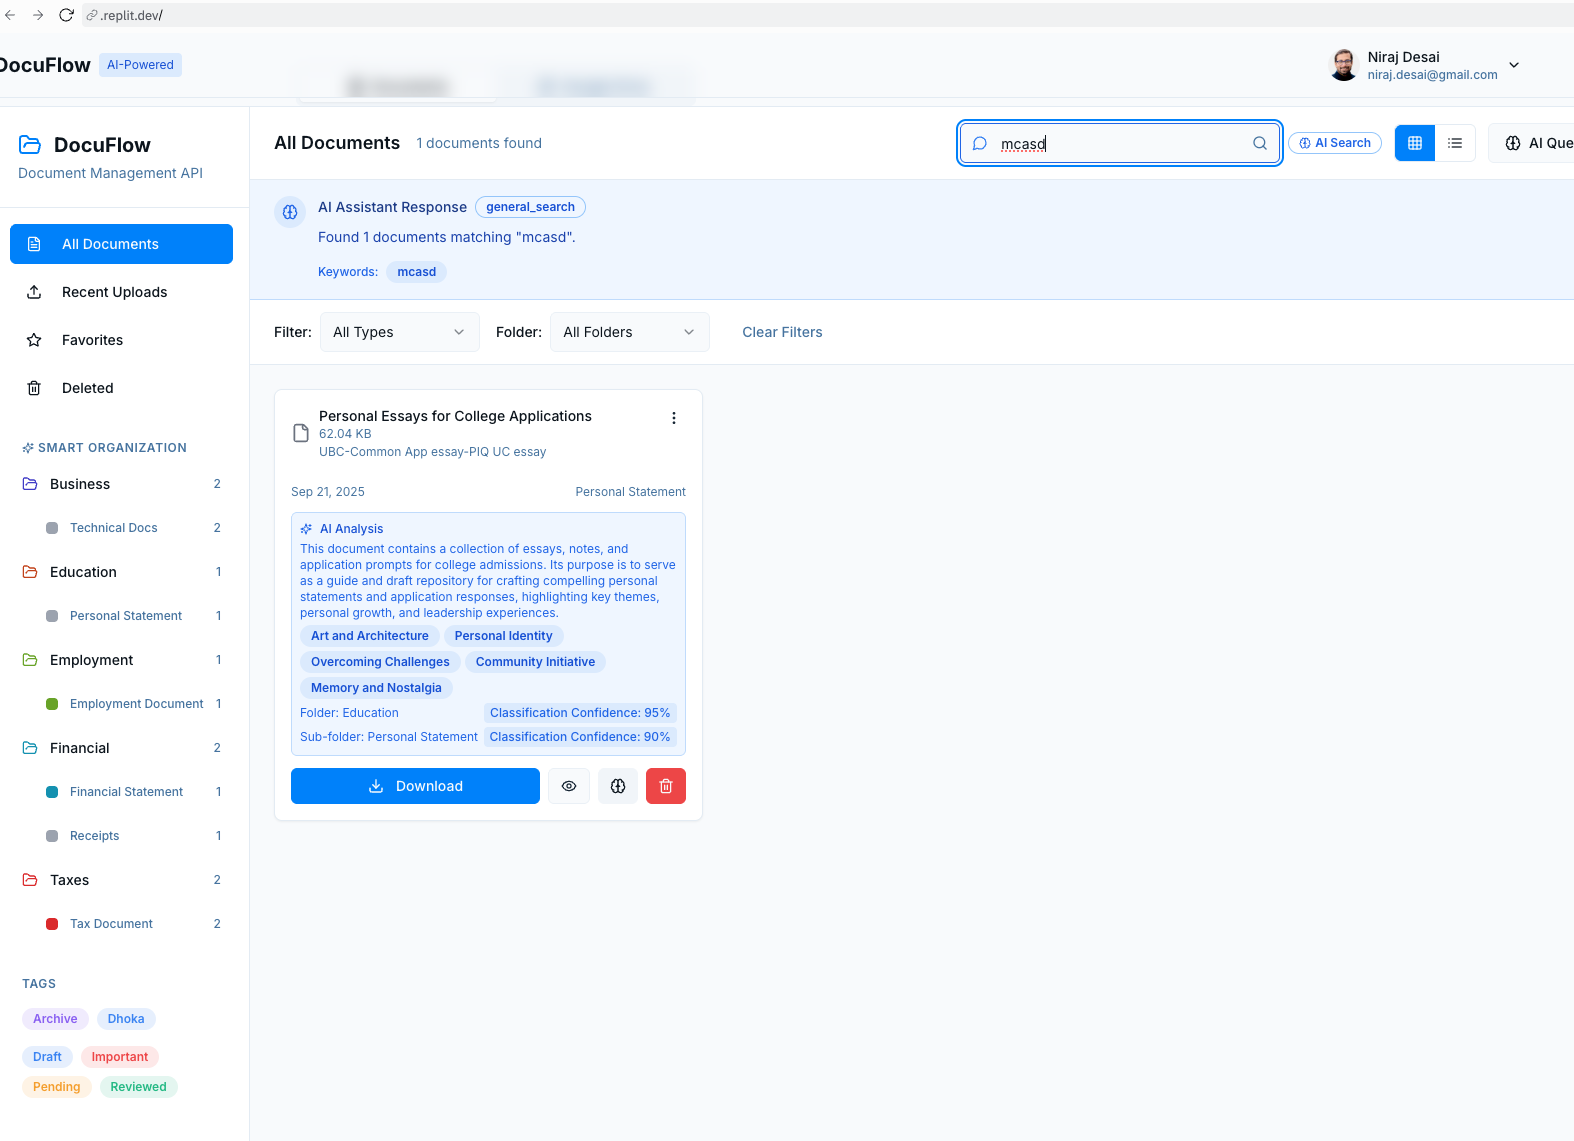 .replit.dev/
DocuFlow AI-Powered
Niraj Desai
niraj.desai@gmail.com
DocuFlow
Document Management API
All Documents
Recent Uploads
Favorites
Deleted
SMART ORGANIZATION
Business 2
Technical Docs 2
Education 1
Personal Statement 1
Employment 1
Employment Document 1
Financial 2
Financial Statement 1
Receipts 1
Taxes 2
Tax Document 2
TAGS
Archive Dhoka
Draft Important
Pending Reviewed
All Documents 1 documents found
mcasd
AI Search
AI Que
AI Assistant Response general_search
Found 1 documents matching "mcasd".
Keywords: mcasd
Filter: All Types Folder: All Folders Clear Filters
Personal Essays for College Applications
62.04 KB
UBC-Common App essay-PIQ UC essay
Sep 21, 2025 Personal Statement
AI Analysis
This document contains a collection of essays, notes, and
application prompts for college admissions. Its purpose is to serve
as a guide and draft repository for crafting compelling personal
statements and application responses, highlighting key themes,
personal growth, and leadership experiences.
Art and Architecture Personal Identity
Overcoming Challenges Community Initiative
Memory and Nostalgia
Folder: Education Classification Confidence: 95%
Sub-folder: Personal Statement Classification Confidence: 90%
Download